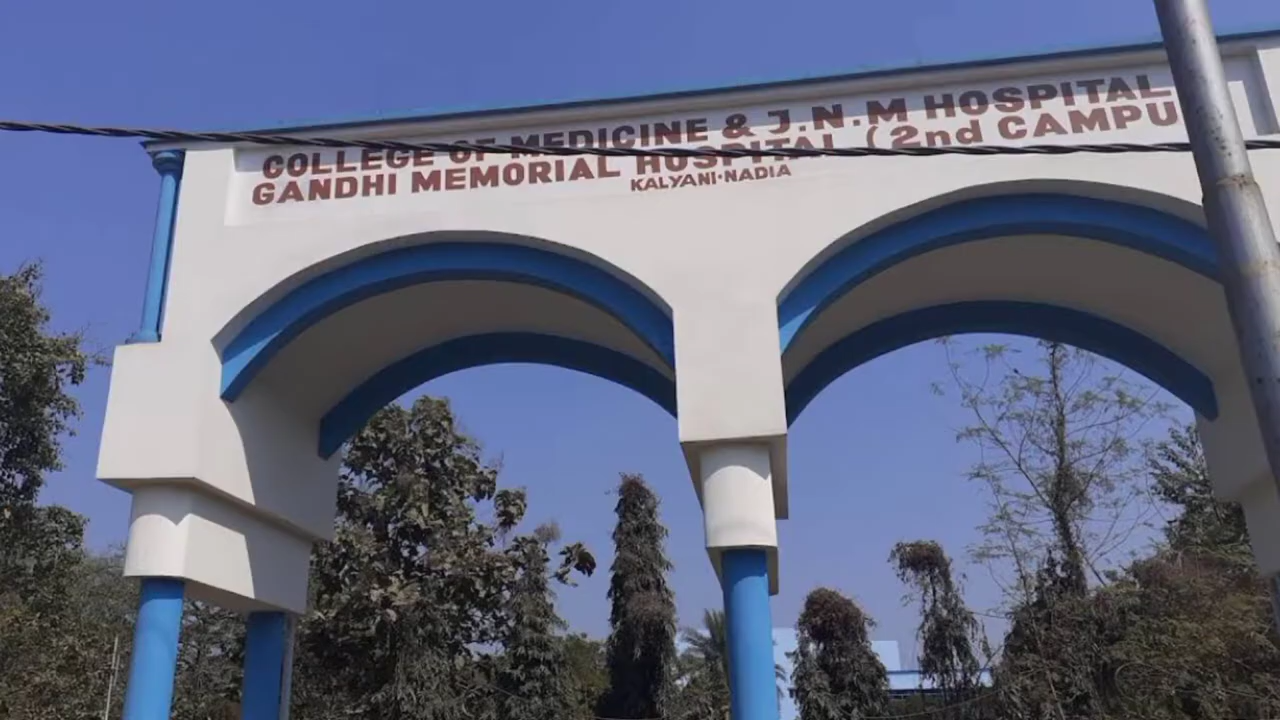 COLLEGE OF MEDICINE & J.N.M HOSPITAL
GANDHI MEMORIAL HOSPITAL (2nd CAMPU
KALYANI·NADIA